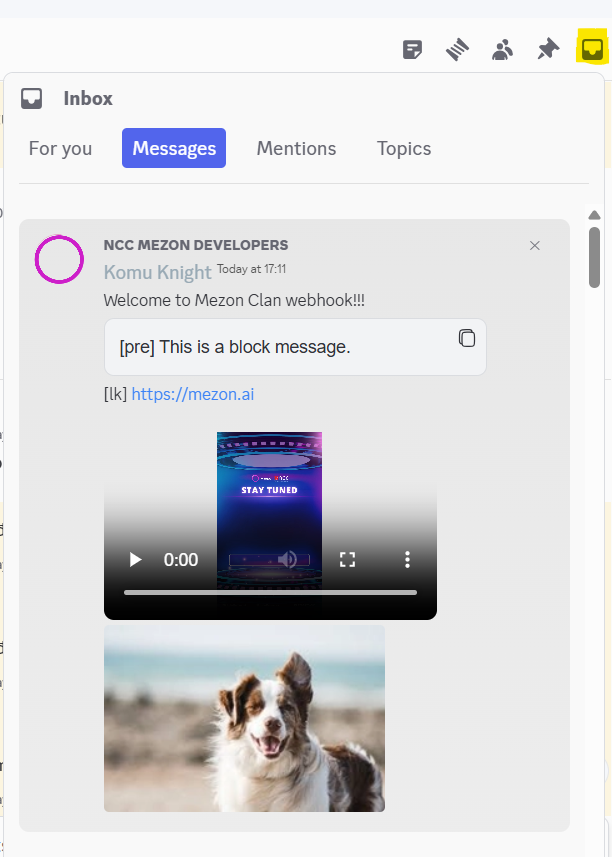 Inbox
For you Messages Mentions Topics
NCC MEZON DEVELOPERS
Komu Knight Today at 17:11
Welcome to Mezon Clan webhook!!!
[pre] This is a block message.
[lk] https://mezon.ai
STAY TUNED
0:00